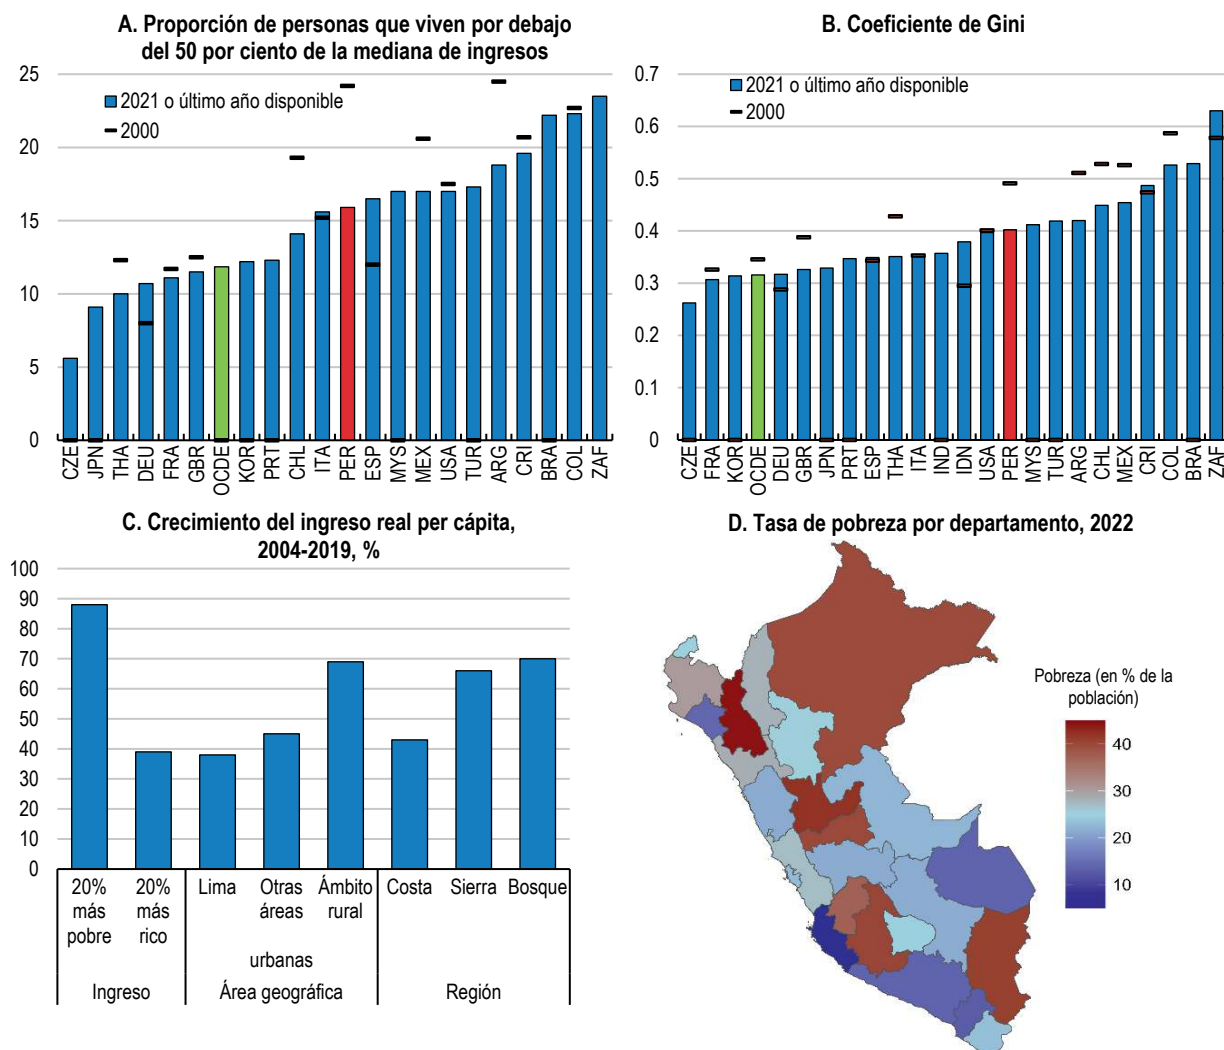 A. Proporción de personas que viven por debajo
del 50 por ciento de la mediana de ingresos
25
20
15
10
5
0
2021 o último año disponible
2000
CZE
JPN
THA
DEU
FRA
GBR
OCDE
KOR
PRT
CHL
ITA
PER
ESP
MYS
MEX
USA
TUR
ARG
CRI
BRA
COL
ZAF
B. Coeficiente de Gini
0.7
0.6
0.5
0.4
0.3
0.2
0.1
0
2021 o último año disponible
2000
CZE
FRA
KOR
OCDE
DEU
GBR
JPN
PRT
ESP
THA
ITA
IND
IDN
USA
PER
MYS
TUR
ARG
CHL
MEX
CRI
COL
BRA
ZAF
C. Crecimiento del ingreso real per cápita,
2004-2019, %
100
90
80
70
60
50
40
30
20
10
0
20%
más
pobre
20%
más
rico
Lima
Otras
áreas
Ámbito
rural
urbanas
Costa
Sierra
Bosque
Ingreso
Área geográfica
Región
D. Tasa de pobreza por departamento, 2022
Pobreza (en % de la
población)
40
30
20
10